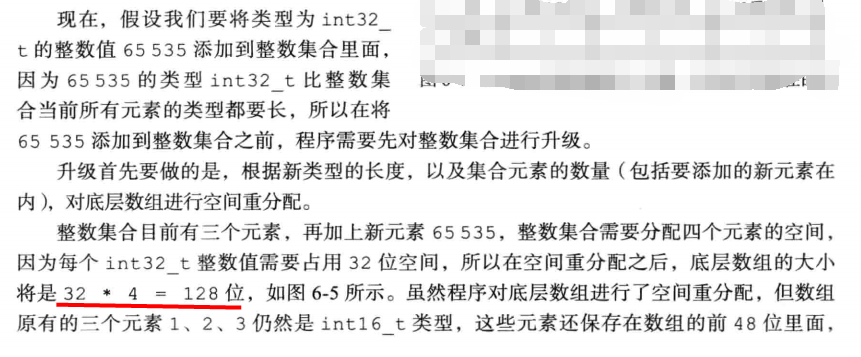 现在，假设我们要将类型为 int32_
t 的整数值 65 535 添加到整数集合里面，
因为 65 535 的类型 int32_t 比整数集
合当前所有元素的类型都要长，所以在将
65 535 添加到整数集合之前，程序需要先对整数集合进行升级。
升级首先要做的是，根据新类型的长度，以及集合元素的数量（包括要添加的新元素在
内），对底层数组进行空间重分配。
整数集合目前有三个元素，再加上新元素 65 535，整数集合需要分配四个元素的空间，
因为每个 int32_t 整数值需要占用 32 位空间，所以在空间重分配之后，底层数组的大小
将是 32 * 4 = 128 位，如图 6-5 所示。虽然程序对底层数组进行了空间重分配，但数组
原有的三个元素 1、2、3 仍然是 int16_t 类型，这些元素还保存在数组的前 48 位里面，